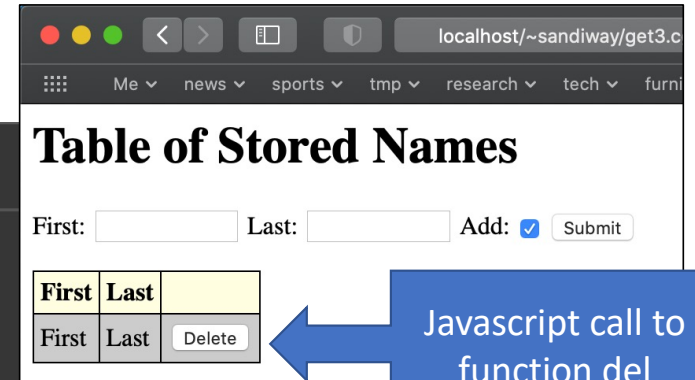 localhost/~sandiway/get3.c
Me news sports tmp research tech furni
Table of Stored Names
First: Last: Add: Submit
First Last
First Last Delete
Javascript call to
function del